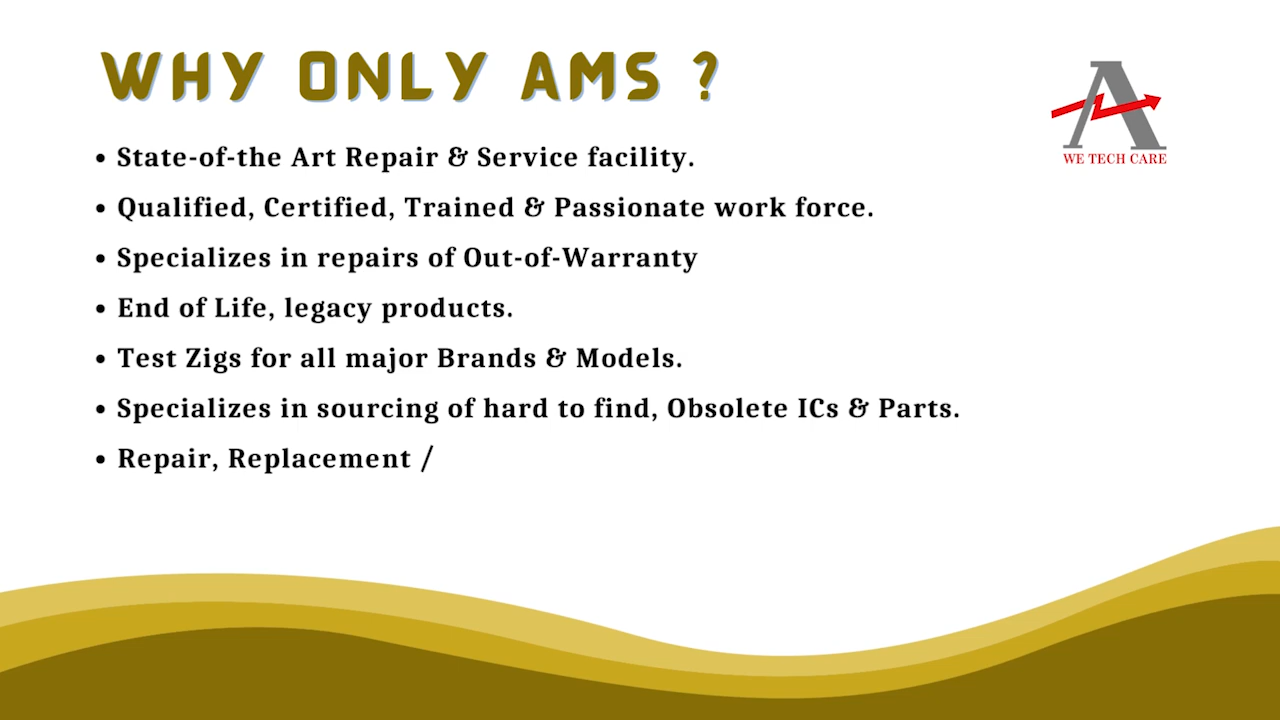 WHY ONLY AMS ?
WE TECH CARE
• State-of-the Art Repair & Service facility.
• Qualified, Certified, Trained & Passionate work force.
• Specializes in repairs of Out-of-Warranty
• End of Life, legacy products.
• Test Zigs for all major Brands & Models.
• Specializes in sourcing of hard to find, Obsolete ICs & Parts.
• Repair, Replacement /